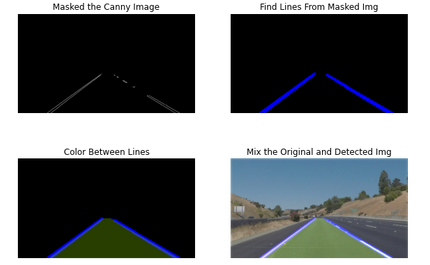 Masked the Canny Image
Find Lines From Masked Img
Color Between Lines
Mix the Original and Detected Img